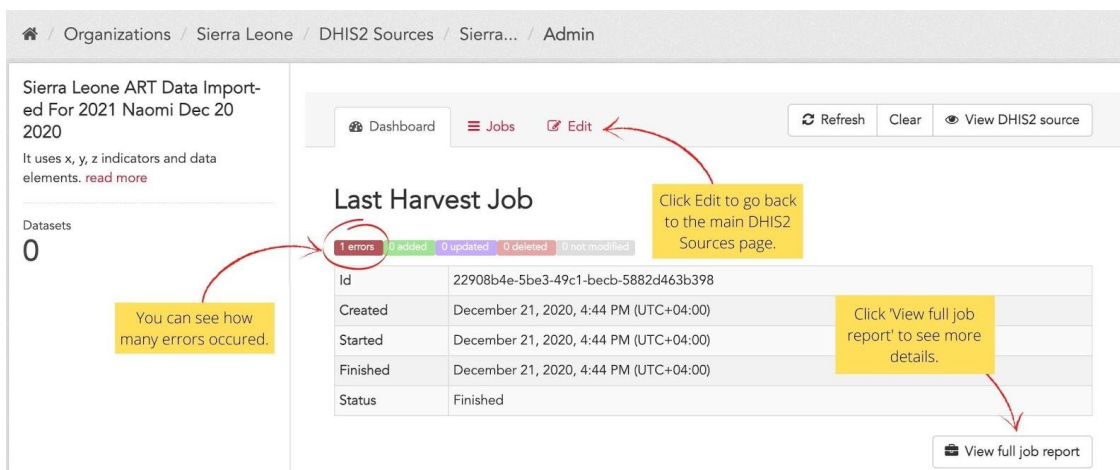 / Organizations / Sierra Leone / DHIS2 Sources / Sierra... / Admin
Sierra Leone ART Data Import-
ed For 2021 Naomi Dec 20
2020
It uses x, y, z indicators and data
elements. read more
Datasets
0
Dashboard Jobs Edit
Refresh Clear View DHIS2 source
Last Harvest Job
Click Edit to go back
to the main DHIS2
Sources page.
1 errors 0 added 0 updated 0 deleted 0 not modified
Id 22908b4e-5be3-49c1-becb-5882d463b398
Created December 21, 2020, 4:44 PM (UTC+04:00)
Started December 21, 2020, 4:44 PM (UTC+04:00)
Finished December 21, 2020, 4:44 PM (UTC+04:00)
Status Finished
You can see how
many errors occured.
Click 'View full job
report' to see more
details.
View full job report